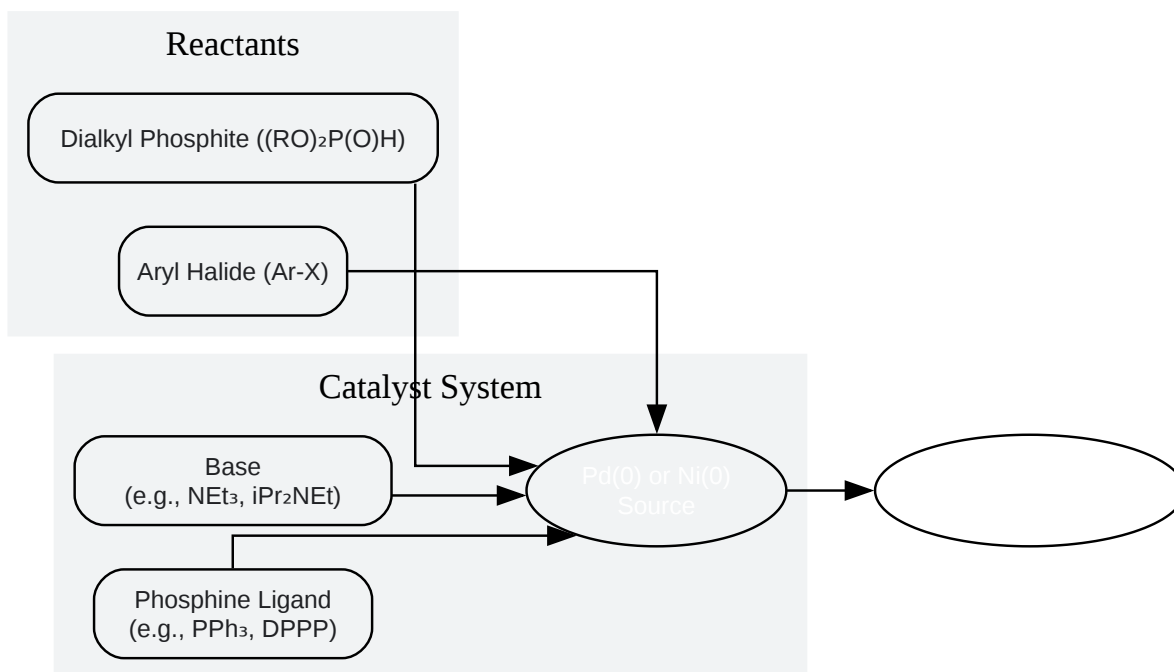 Reactants
Dialkyl Phosphite ((RO)₂P(O)H)
Aryl Halide (Ar-X)
Catalyst System
Base
(e.g., NEt₃, iPr₂NEt)
Pd(0) or Ni(0)
Source
Phosphine Ligand
(e.g., PPh₃, DPPP)